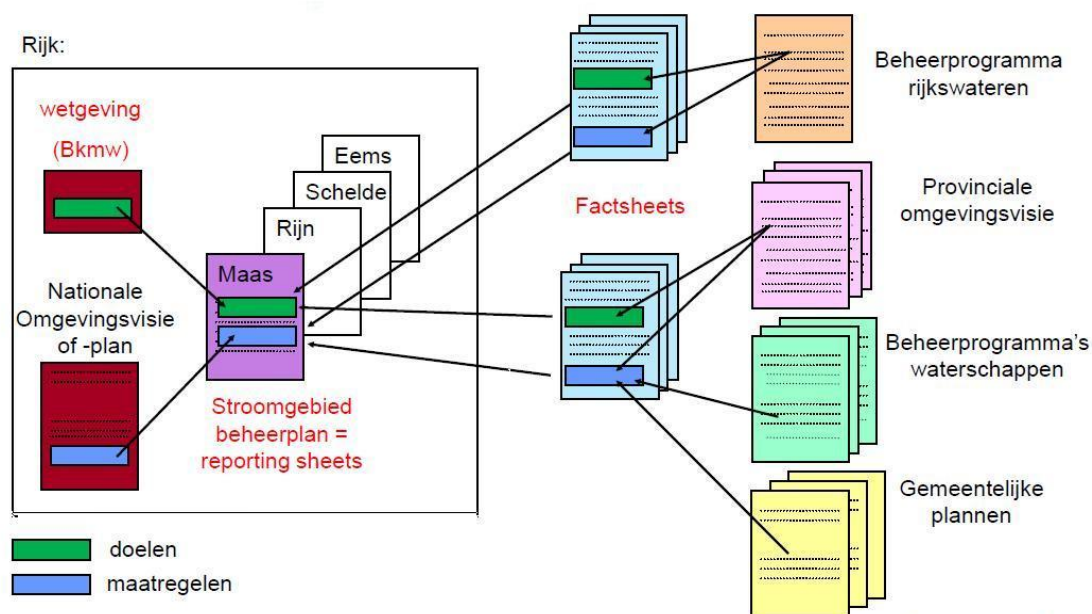 Rijk:
wetgeving
(Bkmw)
Nationale
Omgevingsvisie
of -plan
Eems
Schelde
Rijn
Maas
Stroomgebied
beheerplan =
reporting sheets
Factsheets
Beheerprogramma
rijkswateren
Provinciale
omgevingsvisie
Beheerprogramma's
waterschappen
Gemeentelijke
plannen
doelen
maatregelen